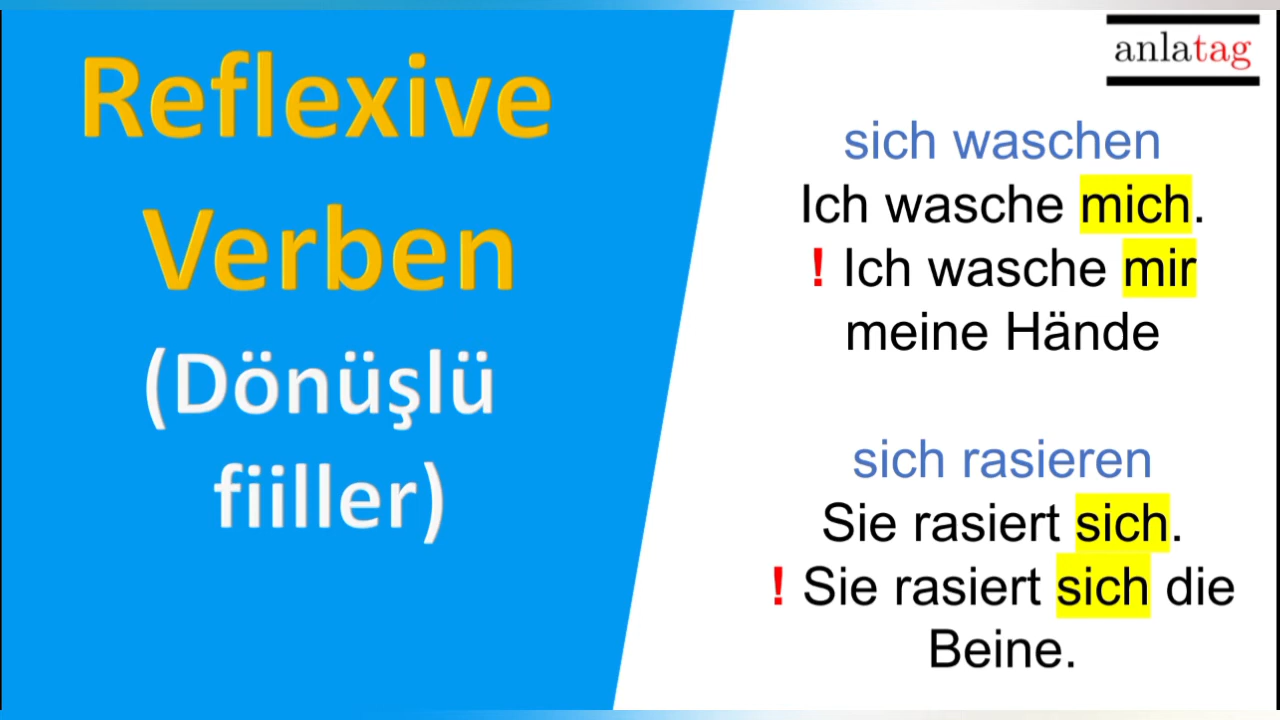 Reflexive
Verben
(Dönüşlü
fiiller)
anlatag
sich waschen
Ich wasche mich.
! Ich wasche mir
meine Hände
sich rasieren
Sie rasiert sich.
! Sie rasiert sich die
Beine.